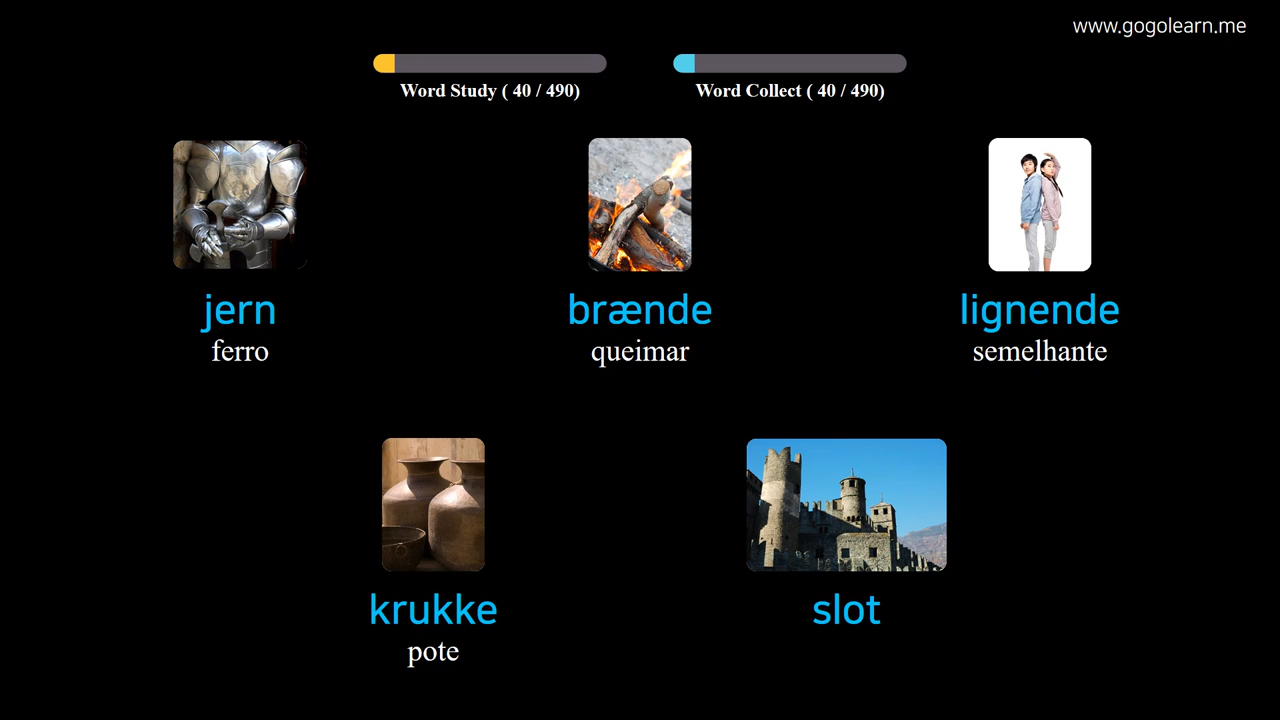 www.gogolearn.me
Word Study ( 40 / 490)
Word Collect ( 40 / 490)
jern
ferro
brænde
queimar
lignende
semelhante
krukke
pote
slot